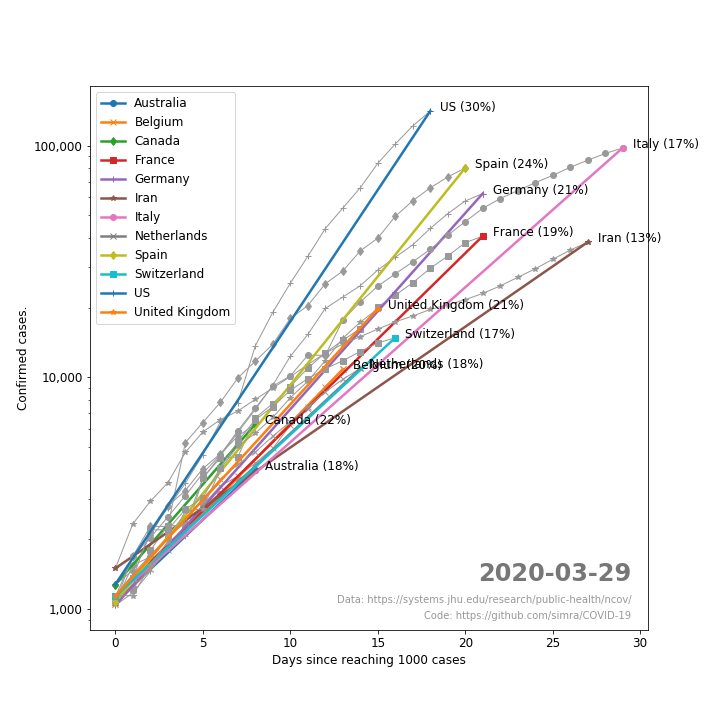 Australia
Belgium
Canada
France
Germany
Iran
Italy
Netherlands
Spain
Switzerland
US
United Kingdom
US (30%)
Italy (17%)
Spain (24%)
Germany (21%)
France (19%)
Iran (13%)
United Kingdom (21%)
Switzerland (17%)
Belgium (20%)
Netherlands (18%)
Canada (22%)
Australia (18%)
100,000
10,000
1,000
Confirmed cases.
2020-03-29
Data: https://systems.jhu.edu/research/public-health/ncov/
Code: https://github.com/simra/COVID-19
0 5 10 15 20 25 30
Days since reaching 1000 cases